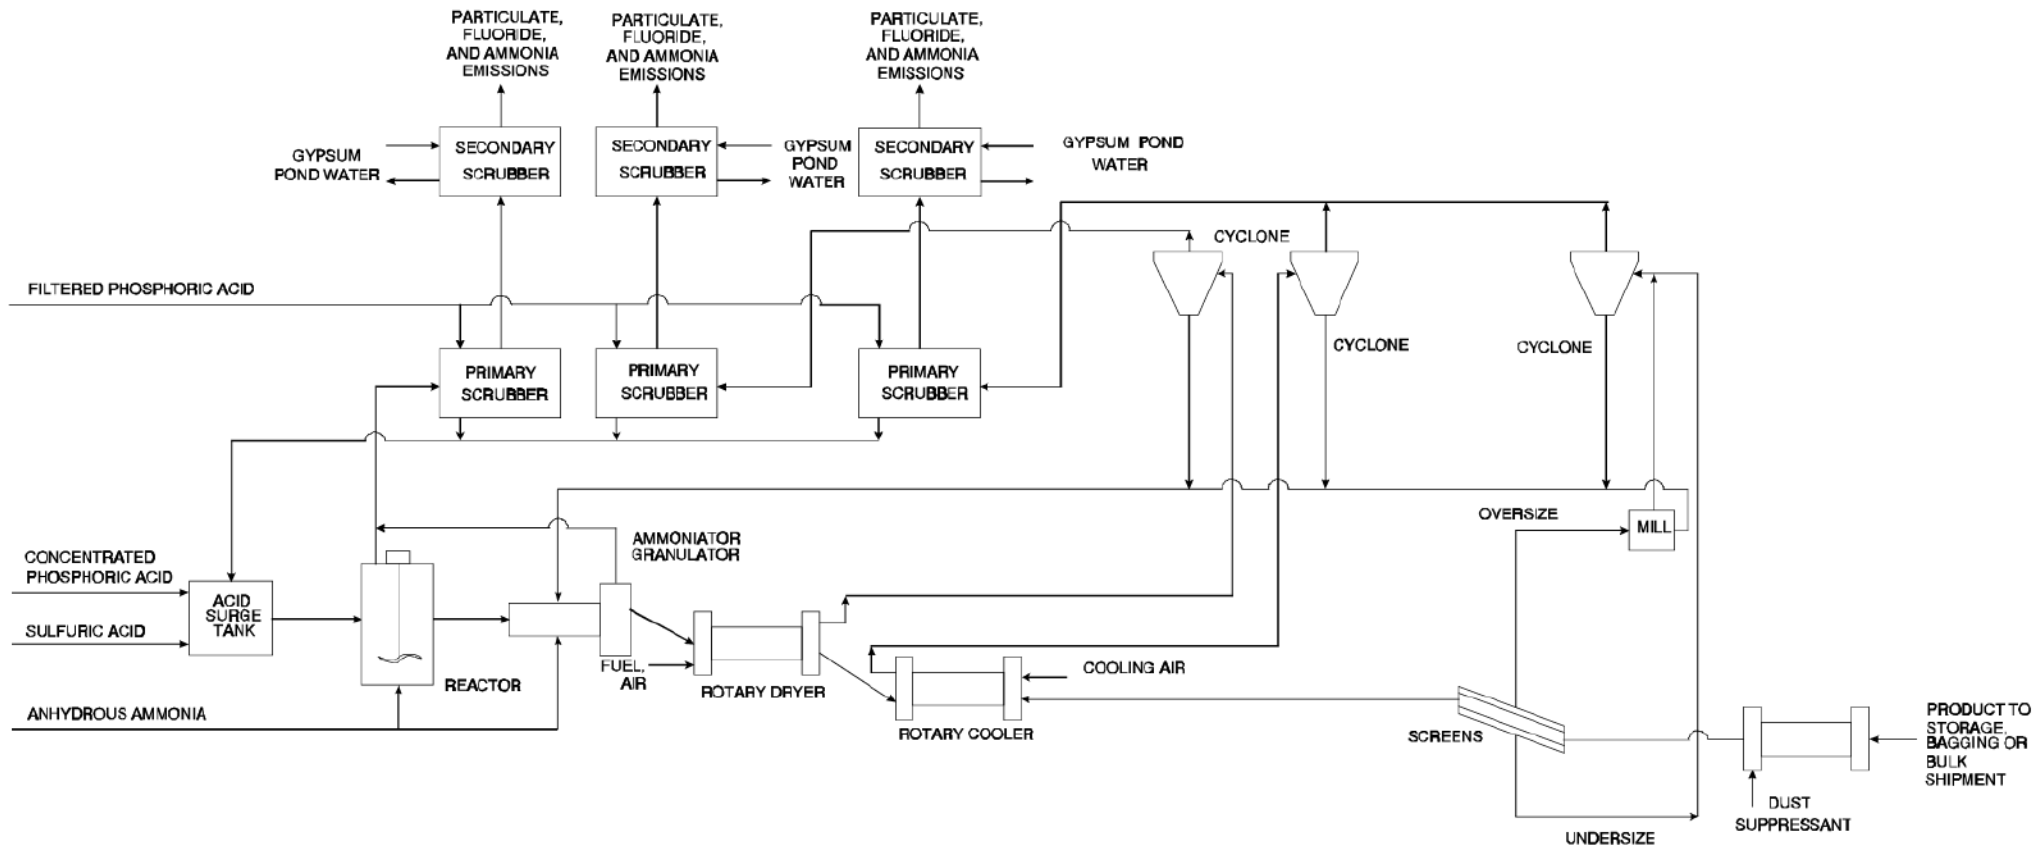 PARTICULATE,
FLUORIDE,
AND AMMONIA
EMISSIONS
PARTICULATE,
FLUORIDE,
AND AMMONIA
EMISSIONS
PARTICULATE,
FLUORIDE,
AND AMMONIA
EMISSIONS
GYPSUM
POND WATER
SECONDARY
SCRUBBER
SECONDARY
SCRUBBER
GYPSUM
POND
WATER
SECONDARY
SCRUBBER
GYPSUM POND
WATER
CYCLONE
FILTERED PHOSPHORIC ACID
CYCLONE
CYCLONE
PRIMARY
SCRUBBER
PRIMARY
SCRUBBER
PRIMARY
SCRUBBER
OVERSIZE
MILL
AMMONIATOR
GRANULATOR
CONCENTRATED
PHOSPHORIC ACID
ACID
SURGE
TANK
SULFURIC ACID
REACTOR
FUEL,
AIR
ROTARY DRYER
COOLING AIR
ANHYDROUS AMMONIA
ROTARY COOLER
SCREENS
PRODUCT TO
STORAGE,
BAGGING OR
BULK
SHIPMENT
DUST
SUPPRESSANT
UNDERSIZE